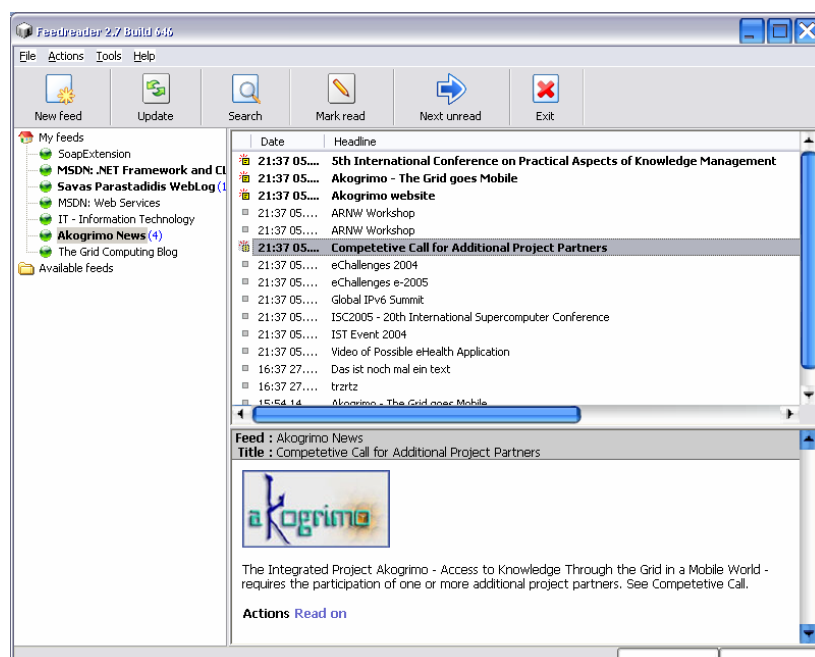 Feedreader 2.7 Build 646
File Actions Tools Help
New feed Update Search Mark read Next unread Exit
My feeds
SoapExtension
MSDN: .NET Framework and CL
Savas Parastadidis WebLog (1
MSDN: Web Services
IT - Information Technology
Akogrimo News (4)
The Grid Computing Blog
Available feeds
Date Headline
21:37 05.... 5th International Conference on Practical Aspects of Knowledge Management
21:37 05.... Akogrimo - The Grid goes Mobile
21:37 05.... Akogrimo website
21:37 05.... ARNW Workshop
21:37 05.... ARNW Workshop
21:37 05.... Competetive Call for Additional Project Partners
21:37 05.... eChallenges 2004
21:37 05.... eChallenges e-2005
21:37 05.... Global IPv6 Summit
21:37 05.... ISC2005 - 20th International Supercomputer Conference
21:37 05.... IST Event 2004
21:37 05.... Video of Possible eHealth Application
16:37 27.... Das ist noch mal ein text
16:37 27.... trzrtz
15:54 14.... Akogrimo - The Grid goes Mobile
Feed : Akogrimo News
Title : Competetive Call for Additional Project Partners
akogrimo
The Integrated Project Akogrimo - Access to Knowledge Through the Grid in a Mobile World -
requires the participation of one or more additional project partners. See Competetive Call.
Actions Read on